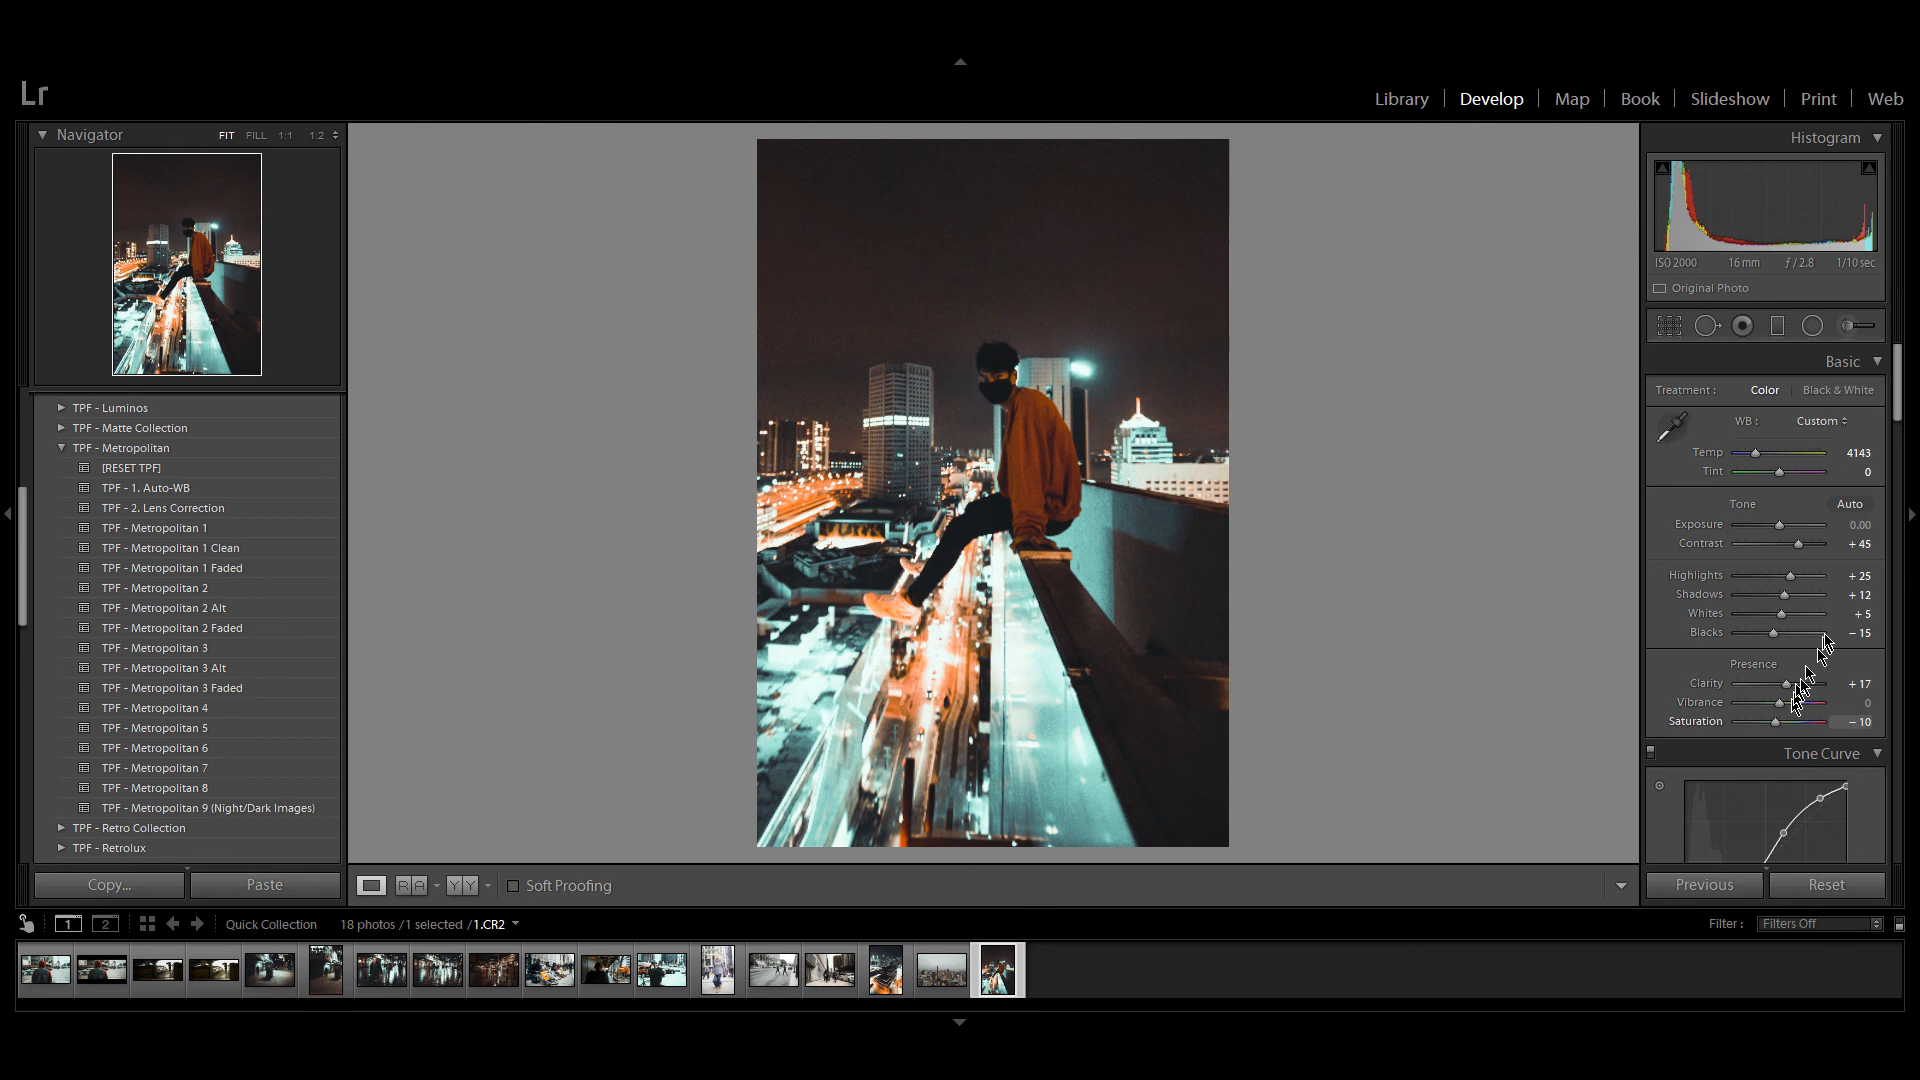 Lr
Library | Develop | Map | Book | Slideshow | Print | Web
Navigator FIT FILL 1:1 1:2
TPF - Luminos
TPF - Matte Collection
TPF - Metropolitan
[RESET TPF]
TPF - 1. Auto-WB
TPF - 2. Lens Correction
TPF - Metropolitan 1
TPF - Metropolitan 1 Clean
TPF - Metropolitan 1 Faded
TPF - Metropolitan 2
TPF - Metropolitan 2 Alt
TPF - Metropolitan 2 Faded
TPF - Metropolitan 3
TPF - Metropolitan 3 Alt
TPF - Metropolitan 3 Faded
TPF - Metropolitan 4
TPF - Metropolitan 5
TPF - Metropolitan 6
TPF - Metropolitan 7
TPF - Metropolitan 8
TPF - Metropolitan 9 (Night/Dark Images)
TPF - Retro Collection
TPF - Retrolux
Copy... Paste
R A Y Y Soft Proofing
Histogram
ISO 2000 16 mm ƒ / 2.8 1/10 sec
Original Photo
Basic
Treatment : Color | Black & White
WB : Custom
Temp 4143
Tint 0
Tone Auto
Exposure 0.00
Contrast + 45
Highlights + 25
Shadows + 12
Whites + 5
Blacks – 15
Presence
Clarity + 17
Vibrance 0
Saturation – 10
Tone Curve
Previous Reset
1 2 Quick Collection 18 photos / 1 selected / 1.CR2 Filter : Filters Off